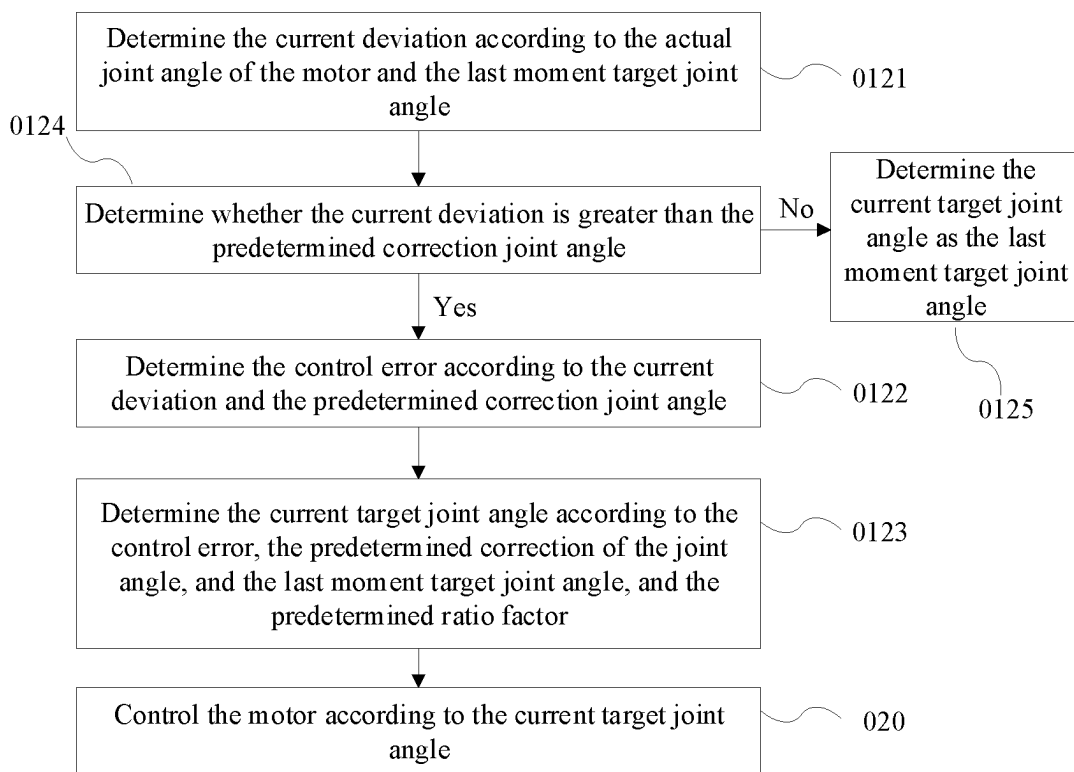 Determine the current deviation according to the actual
joint angle of the motor and the last moment target joint
angle
0121
0124
Determine whether the current deviation is greater than the
predetermined correction joint angle
No
Determine the
current target joint
angle as the last
moment target joint
angle
0125
Yes
Determine the control error according to the current
deviation and the predetermined correction joint angle
0122
Determine the current target joint angle according to the
control error, the predetermined correction of the joint
angle, and the last moment target joint angle, and the
predetermined ratio factor
0123
Control the motor according to the current target joint
angle
020